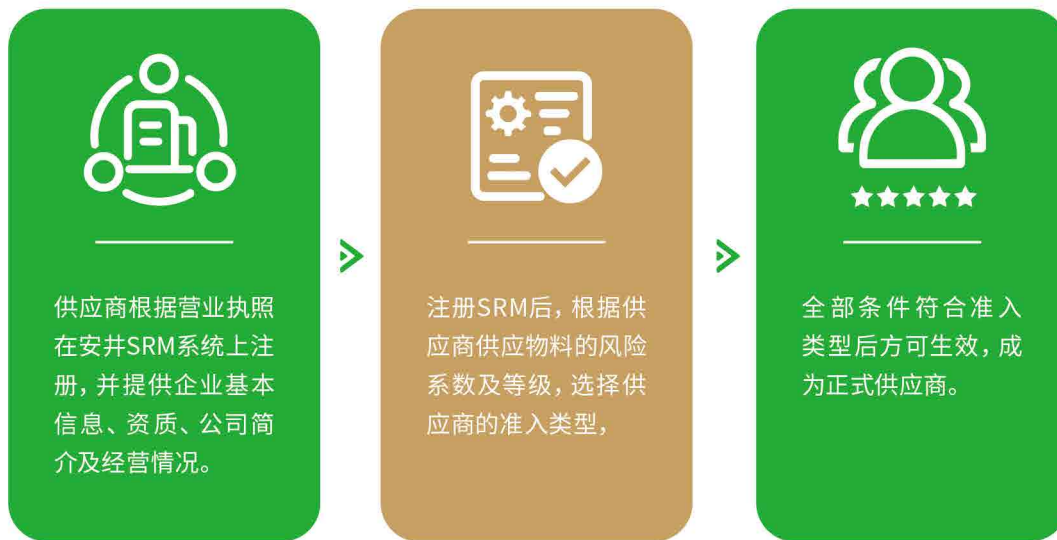 供应商根据营业执照
在安井SRM系统上注
册，并提供企业基本
信息、资质、公司简
介及经营情况。
注册SRM后，根据供
应商供应物料的风险
系数及等级，选择供
应商的准入类型，
全部条件符合准入
类型后方可生效，成
为正式供应商。